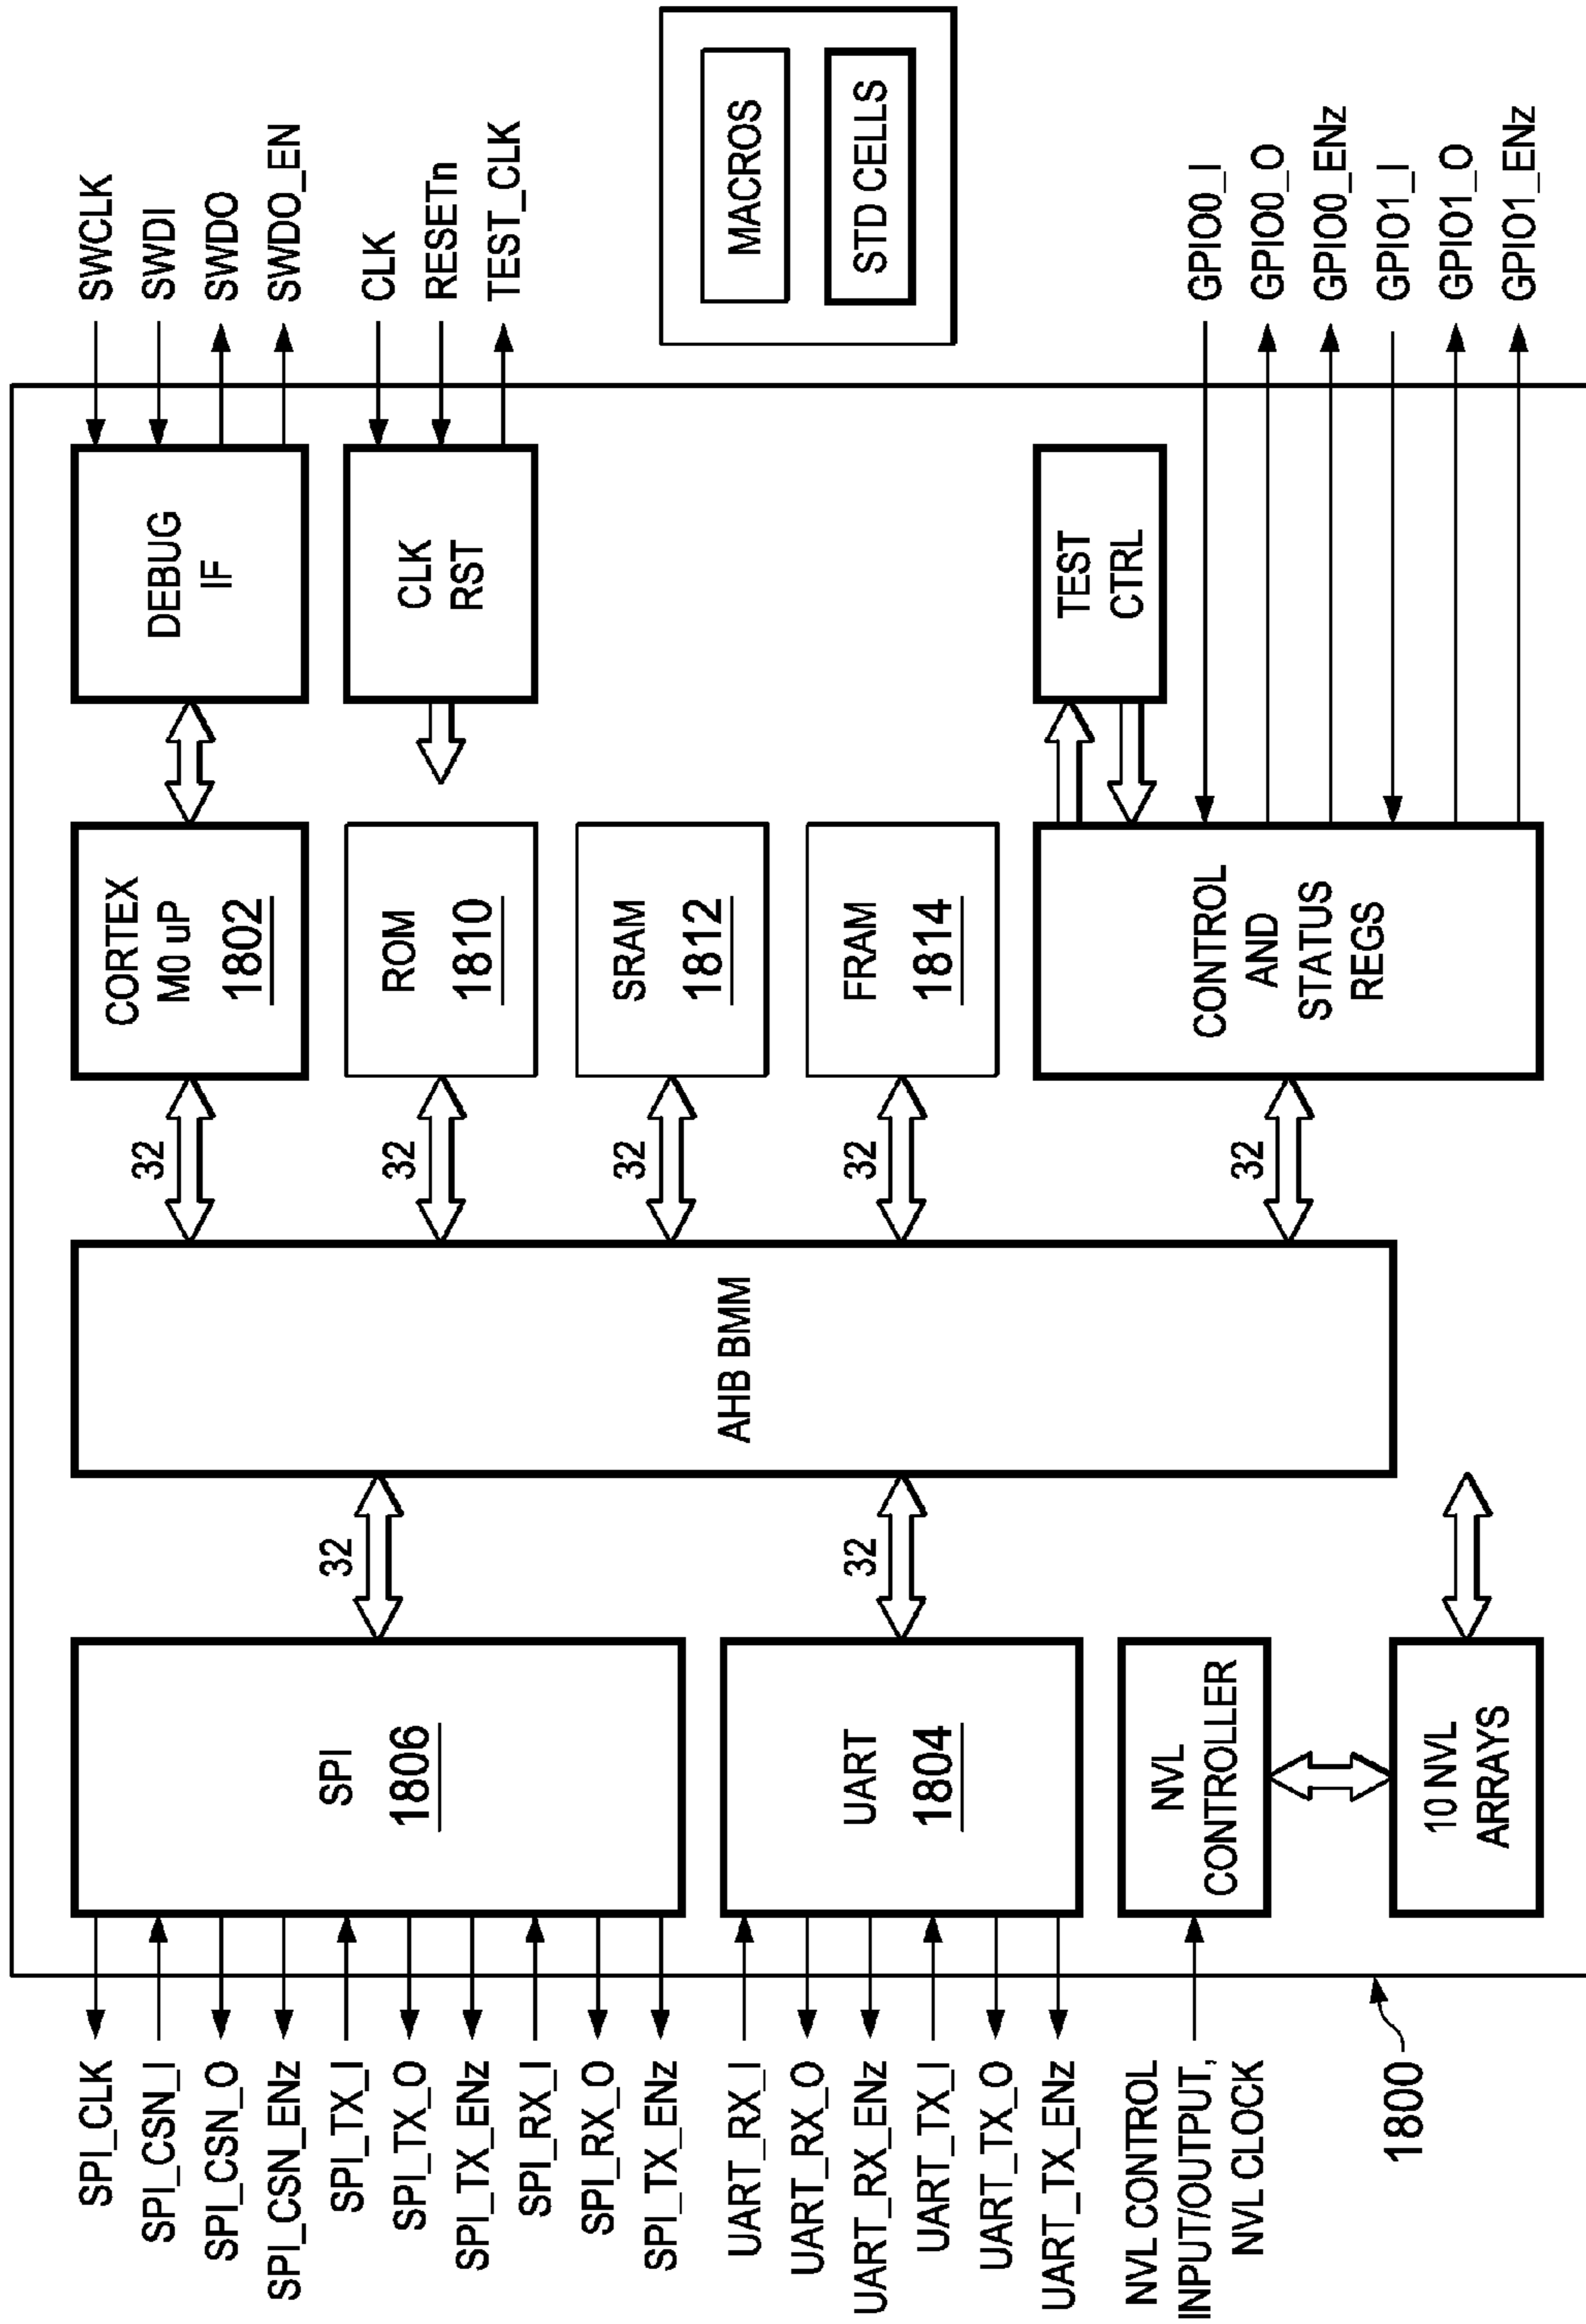 SPI_CLK
SPI_CSN_I
SPI_CSN_O
SPI_CSN_ENz
SPI_TX_I
SPI_TX_O
SPI_TX_ENz
SPI_RX_I
SPI_RX_O
SPI_TX_ENz
UART_RX_I
UART_RX_O
UART_RX_ENz
UART_TX_I
UART_TX_O
UART_TX_ENz
NVL CONTROL
INPUT/OUTPUT,
NVL CLOCK
1800
SPI
1806
UART
1804
NVL
CONTROLLER
10 NVL
ARRAYS
32
32
AHB BMM
32
32
32
32
32
CORTEX
M0 uP
1802
ROM
1810
SRAM
1812
FRAM
1814
CONTROL
AND
STATUS
REGS
DEBUG
IF
CLK
RST
TEST
CTRL
SWCLK
SWDI
SWDO
SWDO_EN
CLK
RESETn
TEST_CLK
MACROS
STD CELLS
GPIO0_I
GPIO0_O
GPIO0_ENz
GPIO1_I
GPIO1_O
GPIO1_ENz